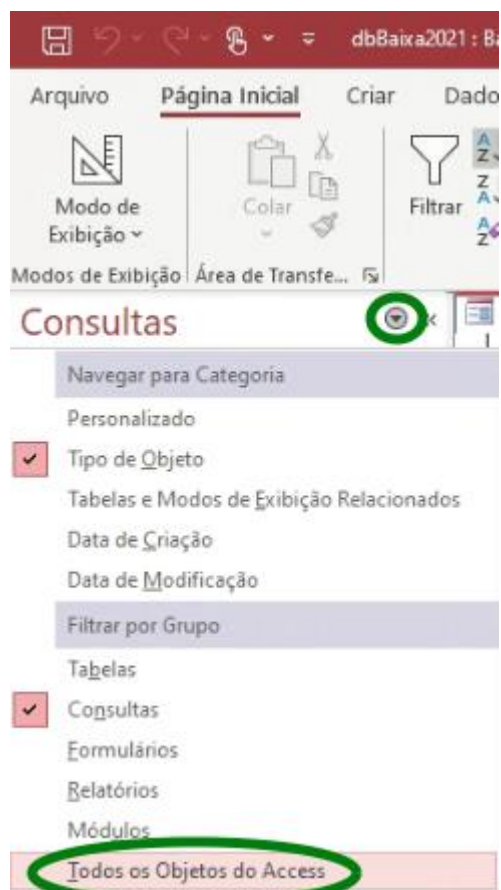 dbBaixa2021 : Ba
Arquivo Página Inicial Criar Dado
Modo de Exibição
Colar
Filtrar
Modos de Exibição Área de Transfe...
Consultas
Navegar para Categoria
Personalizado
Tipo de Objeto
Tabelas e Modos de Exibição Relacionados
Data de Criação
Data de Modificação
Filtrar por Grupo
Tabelas
Consultas
Formulários
Relatórios
Módulos
Todos os Objetos do Access